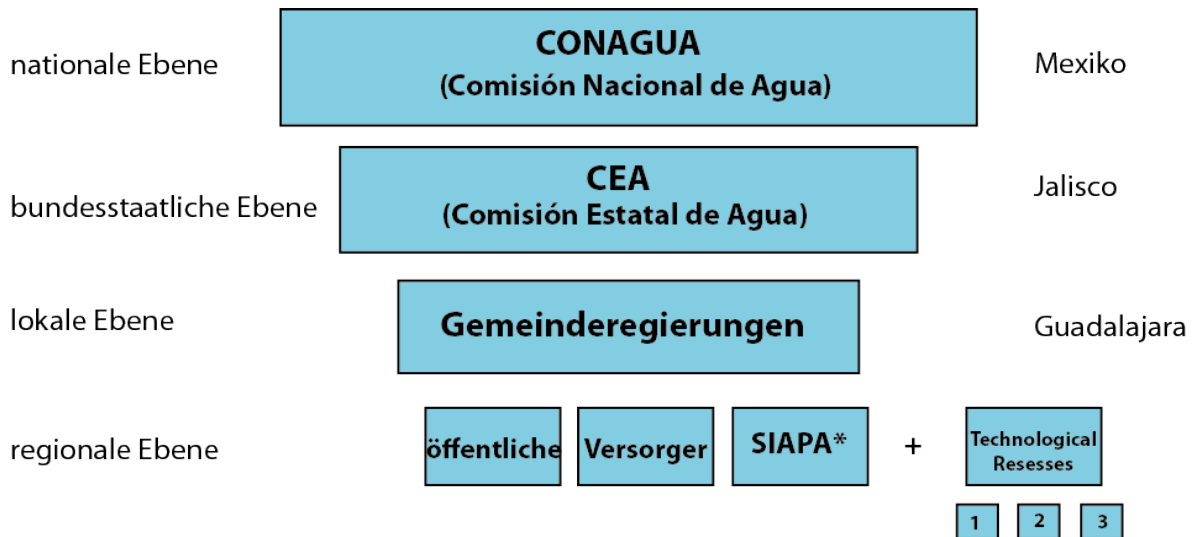 nationale Ebene
CONAGUA
(Comisión Nacional de Agua)
Mexiko
bundesstaatliche Ebene
CEA
(Comisión Estatal de Agua)
Jalisco
lokale Ebene
Gemeinderegierungen
Guadalajara
regionale Ebene
öffentliche
Versorger
SIAPA*
+
Technological
Resesses
1
2
3